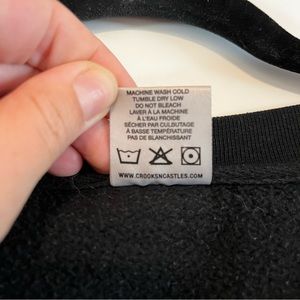 MACHINE WASH COLD
TUMBLE DRY LOW
DO NOT BLEACH
LAVER À LA MACHINE
À L'EAU FROIDE
SÉCHER PAR CULBUTAGE
À BASSE TEMPÉRATURE
PAS DE BLANCHISSANT
WWW.CROOKSNCASTLES.COM